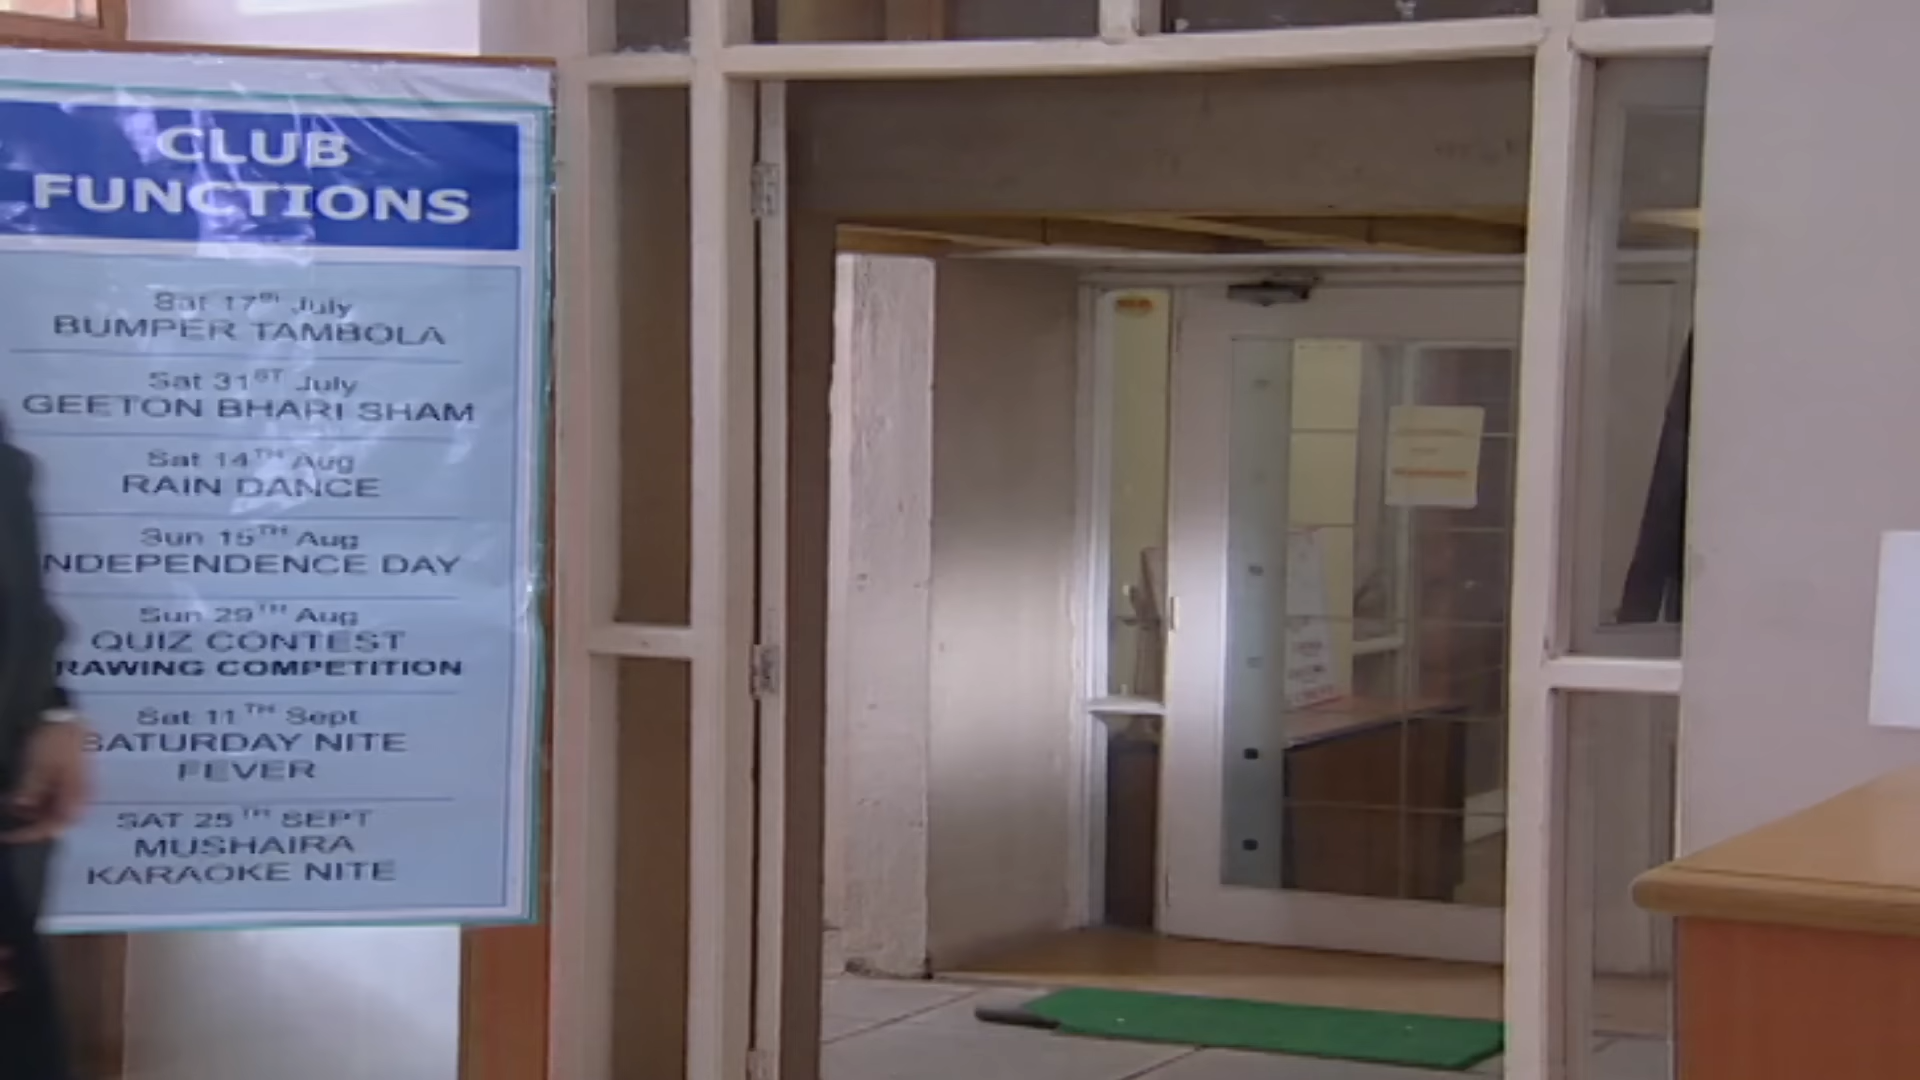 CLUB
FUNCTIONS
Sat 17th July
BUMPER TAMBOLA
Sat 31ST July
GEETON BHARI SHAM
Sat 14TH Aug
RAIN DANCE
Sun 15TH Aug
NDEPENDENCE DAY
Sun 29TH Aug
QUIZ CONTEST
RAWING COMPETITION
Sat 11TH Sept
SATURDAY NITE
FEVER
SAT 25TH SEPT
MUSHAIRA
KARAOKE NITE